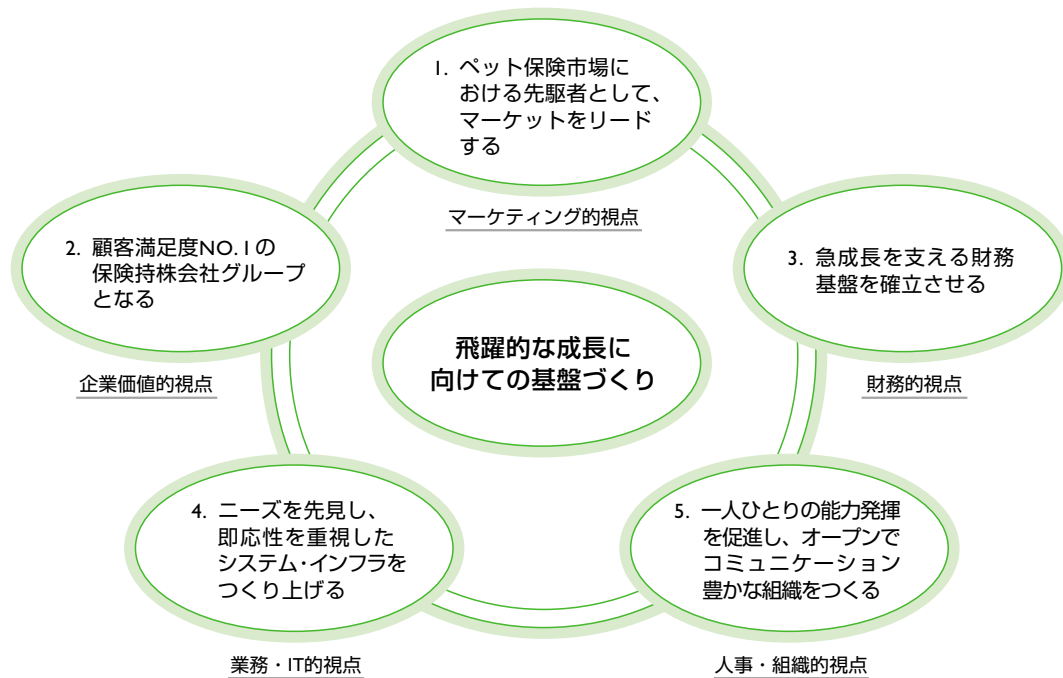 1. ペット保険市場に
おける先駆者として、
マーケットをリード
する
マーケティング的視点
2. 顧客満足度NO.1の
保険持株会社グループ
となる
企業価値的視点
3. 急成長を支える財務
基盤を確立させる
財務的視点
飛躍的な成長に
向けての基盤づくり
4. ニーズを先見し、
即応性を重視した
システム・インフラを
つくり上げる
業務・IT的視点
5. 一人ひとりの能力発揮
を促進し、オープンで
コミュニケーション
豊かな組織をつくる
人事・組織的視点